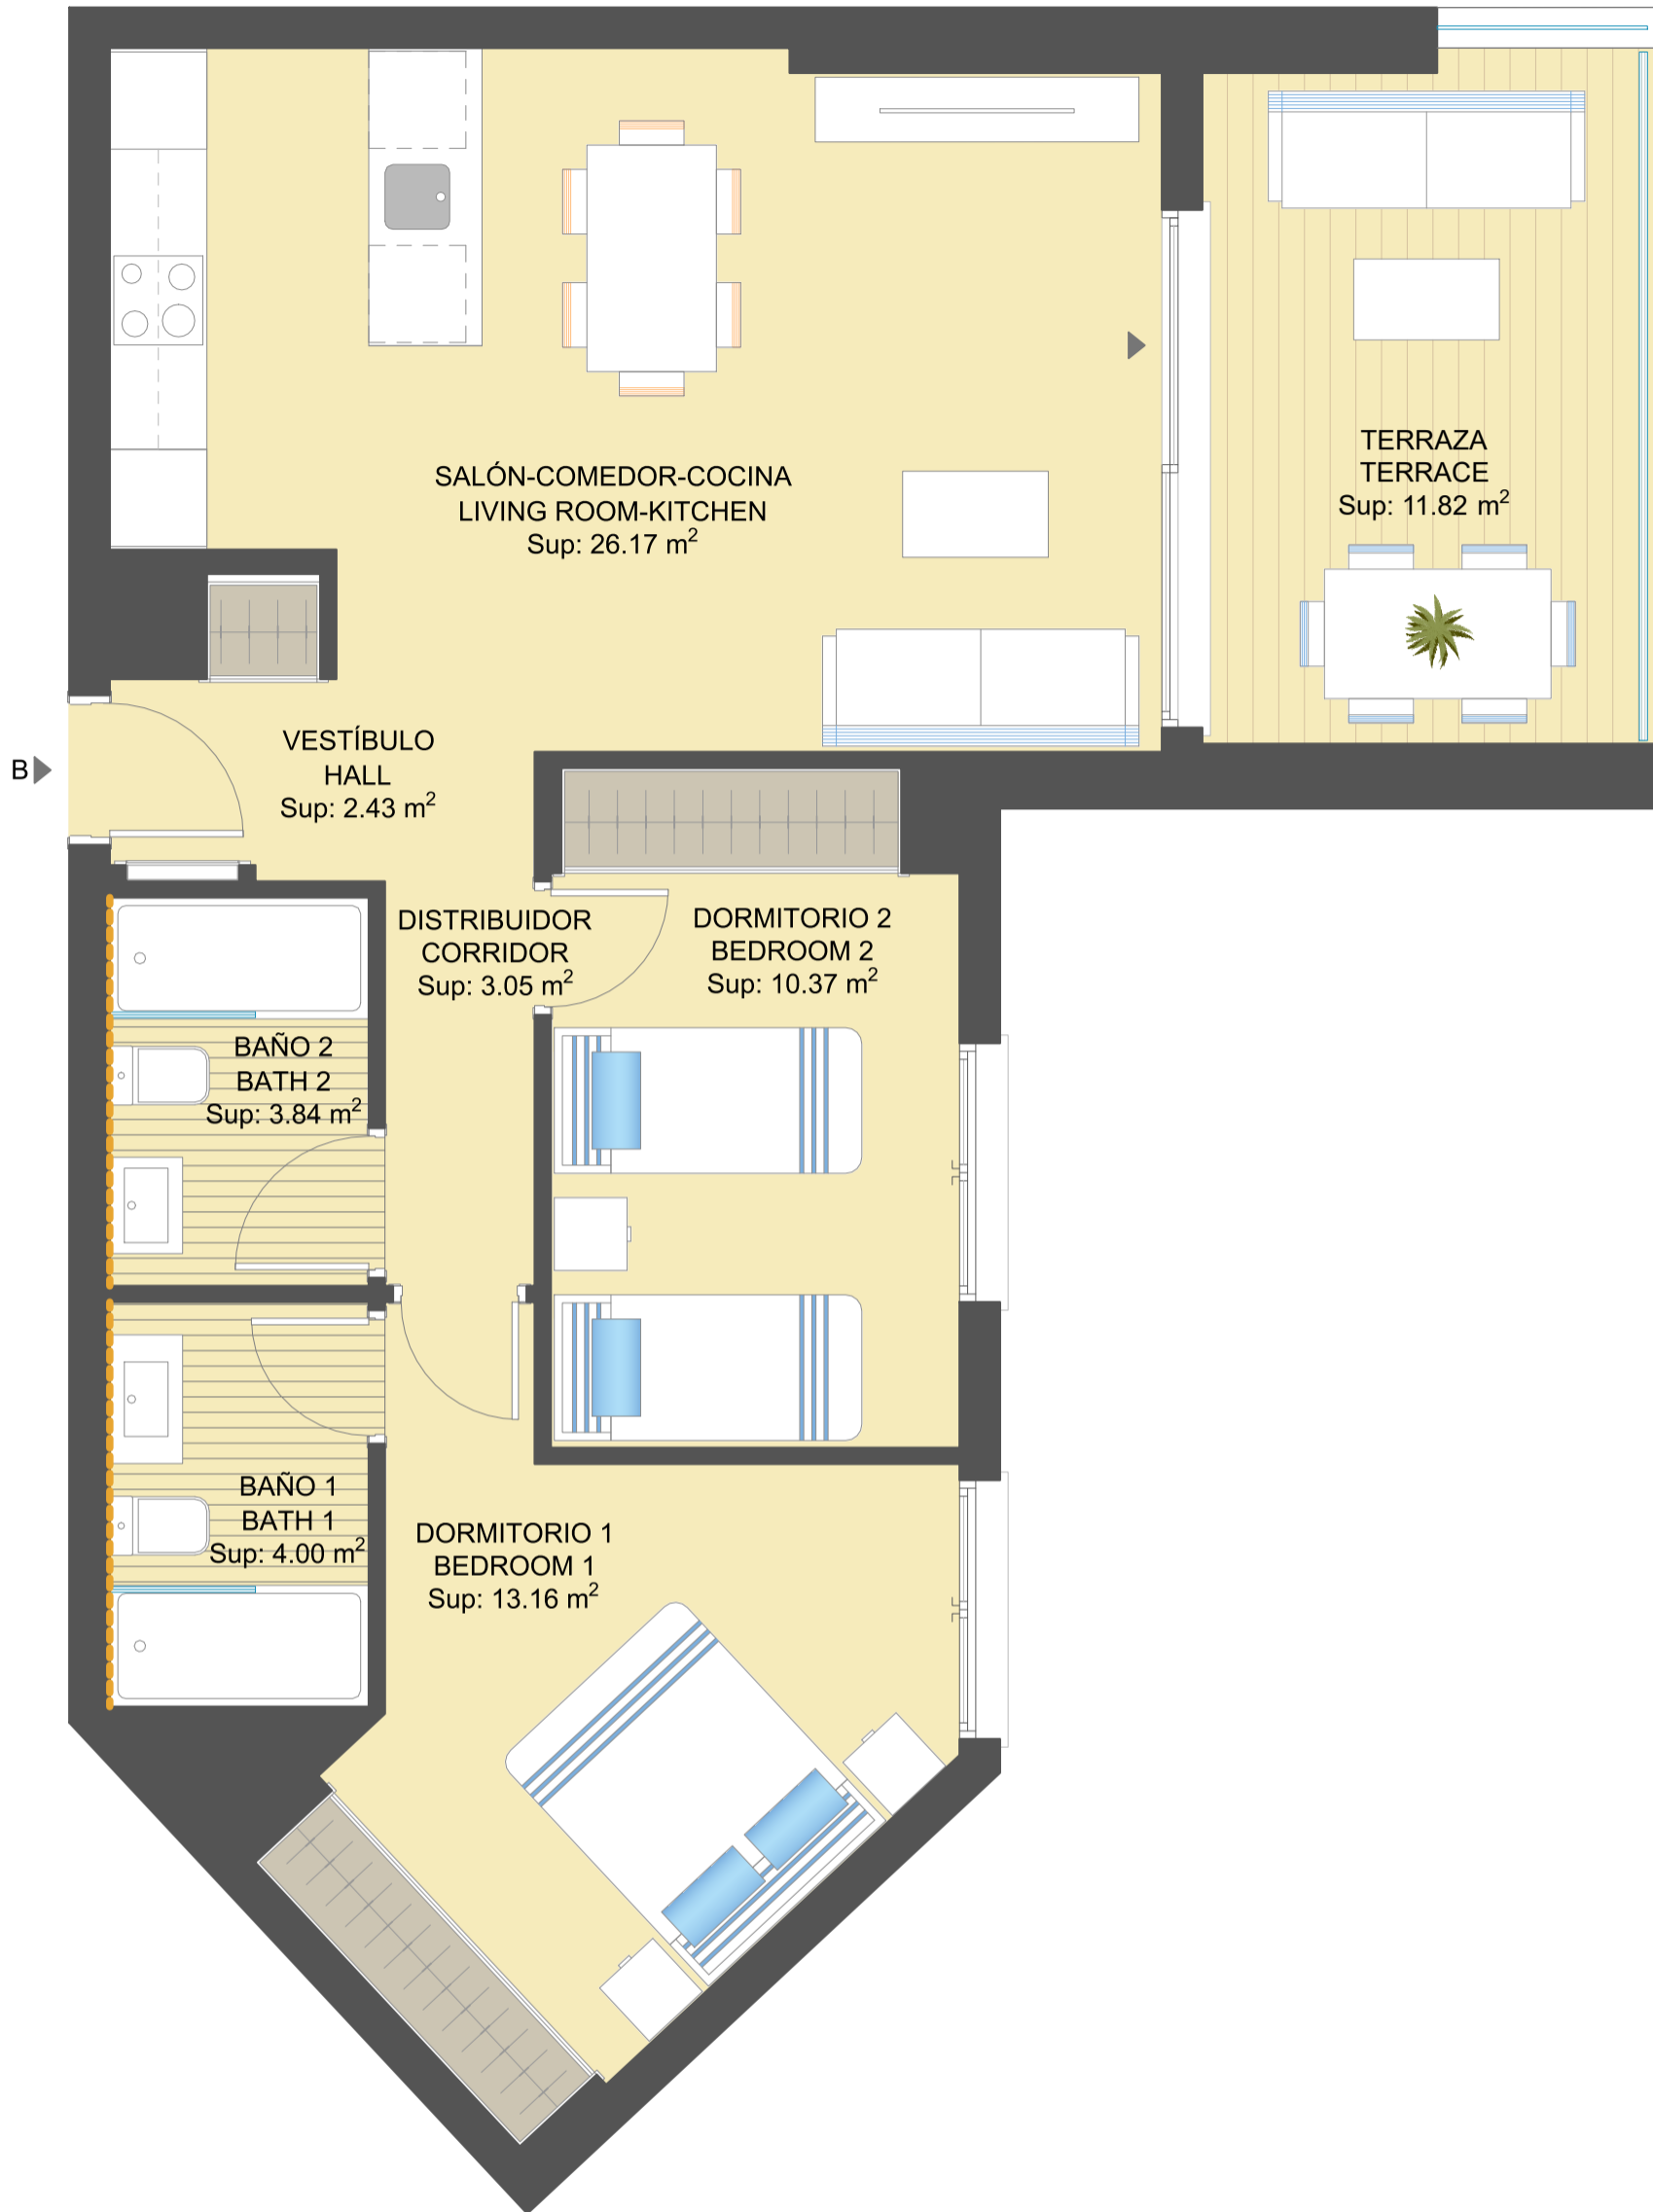 SALÓN-COMEDOR-COCINA
LIVING ROOM-KITCHEN
Sup: 26.17 m²
TERRAZA
TERRACE
Sup: 11.82 m²
VESTÍBULO
HALL
Sup: 2.43 m²
B
DISTRIBUIDOR
CORRIDOR
Sup: 3.05 m²
DORMITORIO 2
BEDROOM 2
Sup: 10.37 m²
BAÑO 2
BATH 2
Sup: 3.84 m²
BAÑO 1
BATH 1
Sup: 4.00 m²
DORMITORIO 1
BEDROOM 1
Sup: 13.16 m²